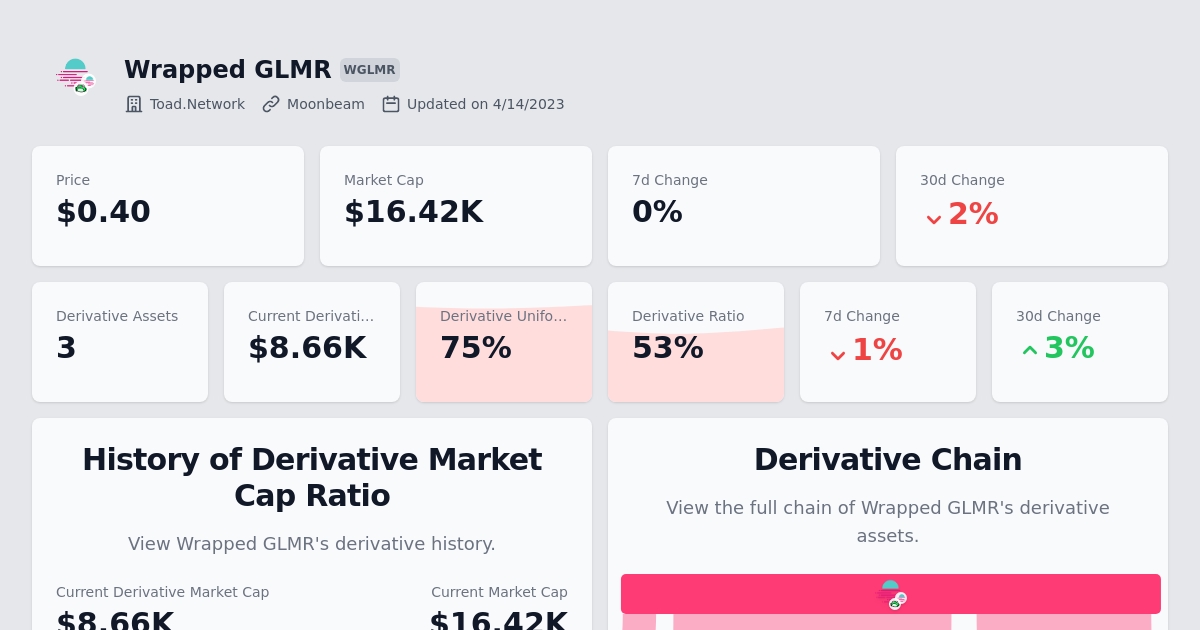 Wrapped GLMR WGLMR
Toad.Network Moonbeam Updated on 4/14/2023
Price
$0.40
Market Cap
$16.42K
7d Change
0%
30d Change
2%
Derivative Assets
3
Current Derivati...
$8.66K
Derivative Unifo...
75%
Derivative Ratio
53%
7d Change
1%
30d Change
3%
History of Derivative Market
Cap Ratio
View Wrapped GLMR's derivative history.
Current Derivative Market Cap
$8.66K
Current Market Cap
$16.42K
Derivative Chain
View the full chain of Wrapped GLMR's derivative
assets.